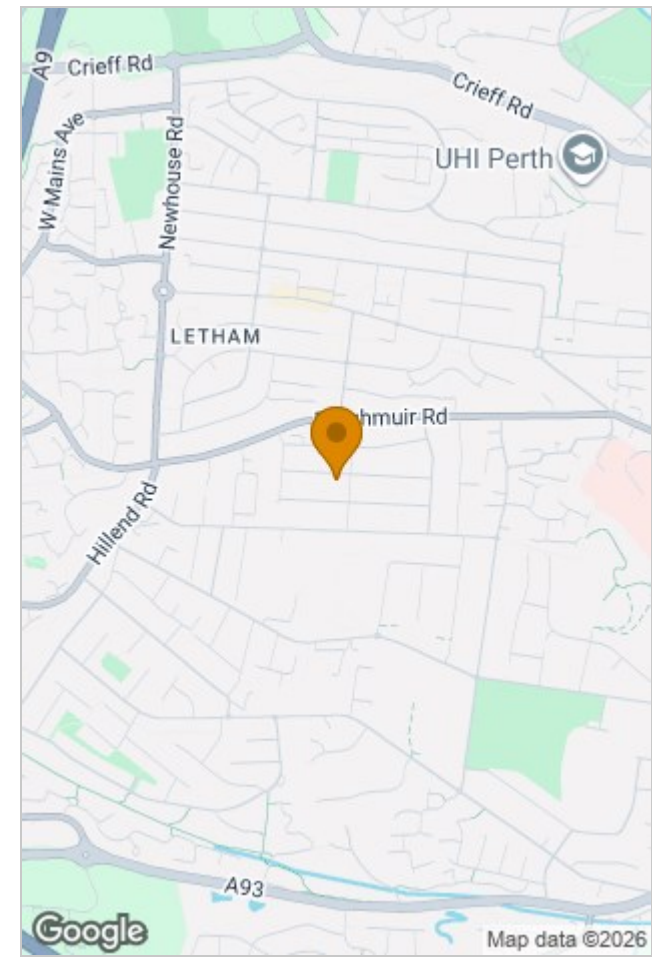 A9
Crieff Rd
Crieff Rd
W Mains Ave
Newhouse Rd
UHI Perth
LETHAM
hmuir Rd
Hillend Rd
A93
Google
Map data ©2026